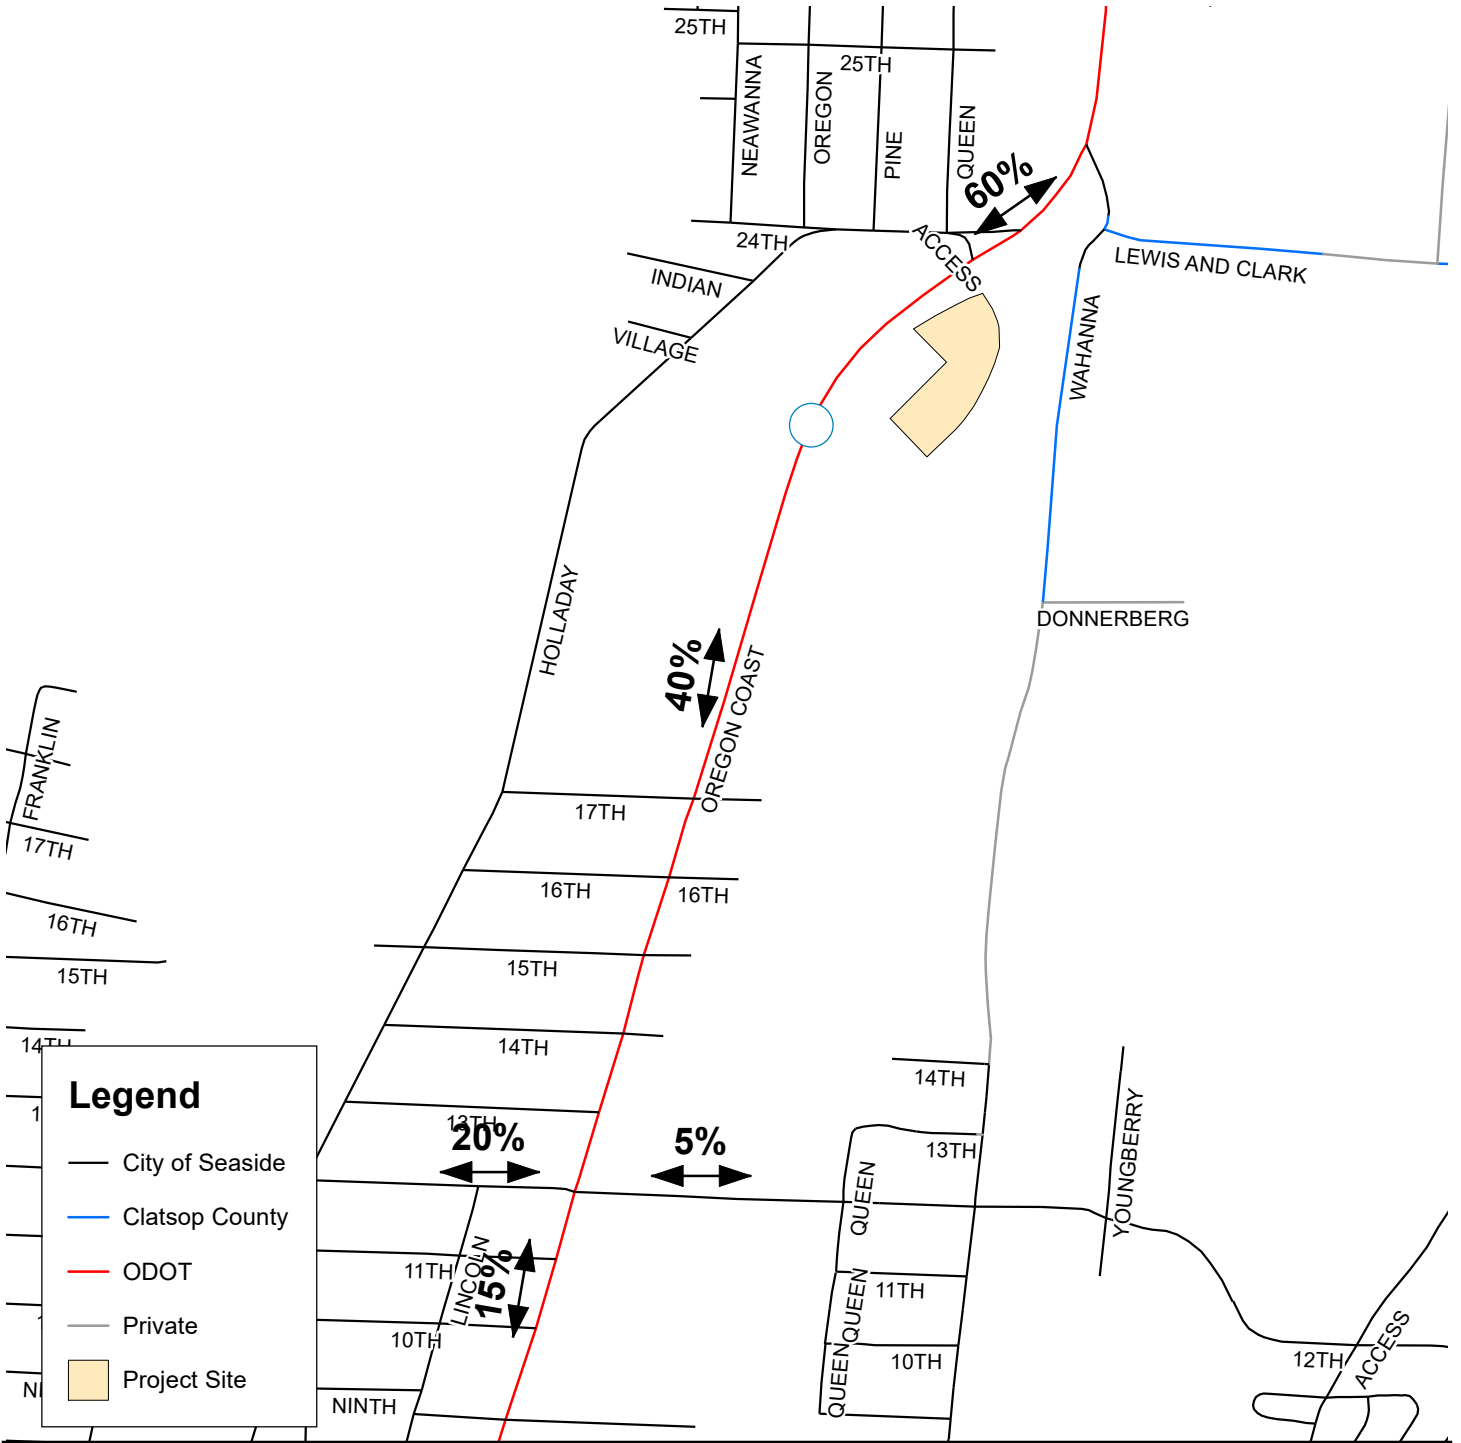 25TH
25TH
NEAWANNA
OREGON
PINE
QUEEN
60%
24TH
ACCESS
INDIAN
VILLAGE
LEWIS AND CLARK
WAHANNA
DONNERBERG
HOLLADAY
40%
OREGON COAST
FRANKLIN
17TH
17TH
16TH
16TH
16TH
15TH
15TH
14TH
14TH
14TH
13TH
20%
5%
13TH
QUEEN
YOUNGBERRY
11TH
LINCOLN
15%
11TH
QUEEN
10TH
10TH
QUEEN
12TH
ACCESS
NINTH
Legend
City of Seaside
Clatsop County
ODOT
Private
Project Site